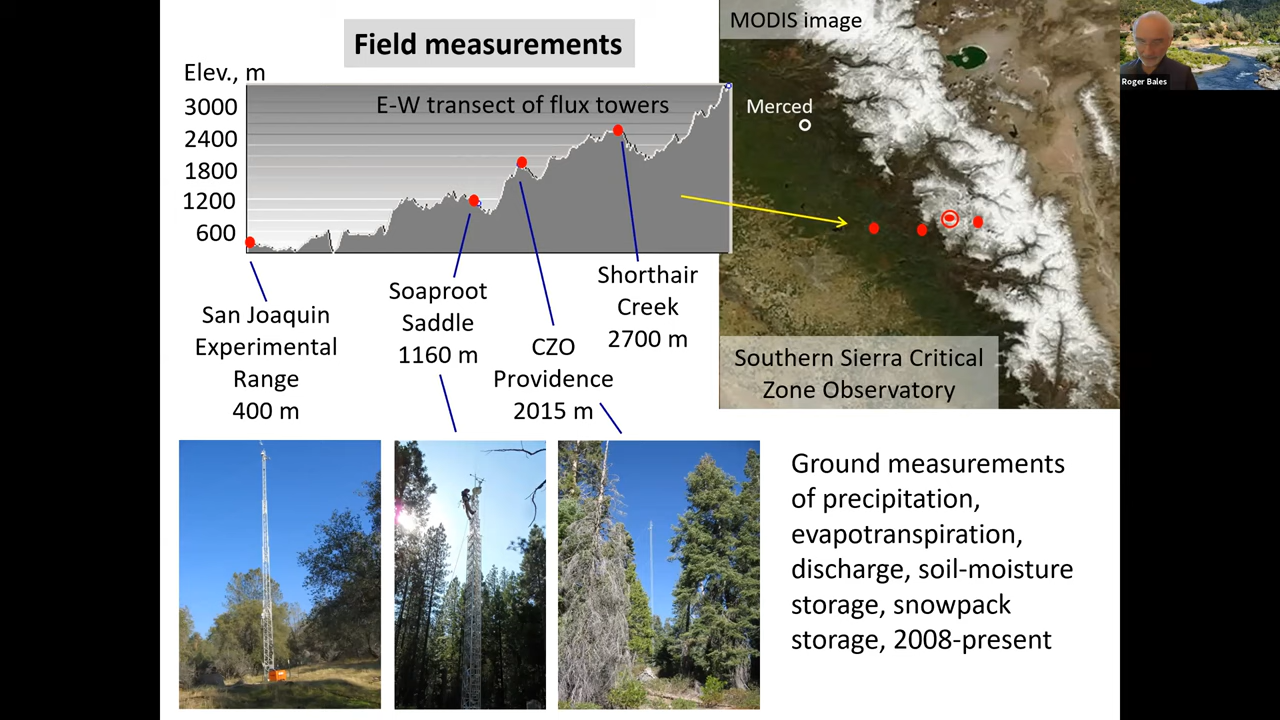 Field measurements
MODIS image
Roger Bales
Elev., m
E-W transect of flux towers
Merced
3000
2400
1800
1200
600
San Joaquin
Experimental
Range
400 m
Soaproot
Saddle
1160 m
CZO
Providence
2015 m
Shorthair
Creek
2700 m
Southern Sierra Critical
Zone Observatory
Ground measurements
of precipitation,
evapotranspiration,
discharge, soil-moisture
storage, snowpack
storage, 2008-present